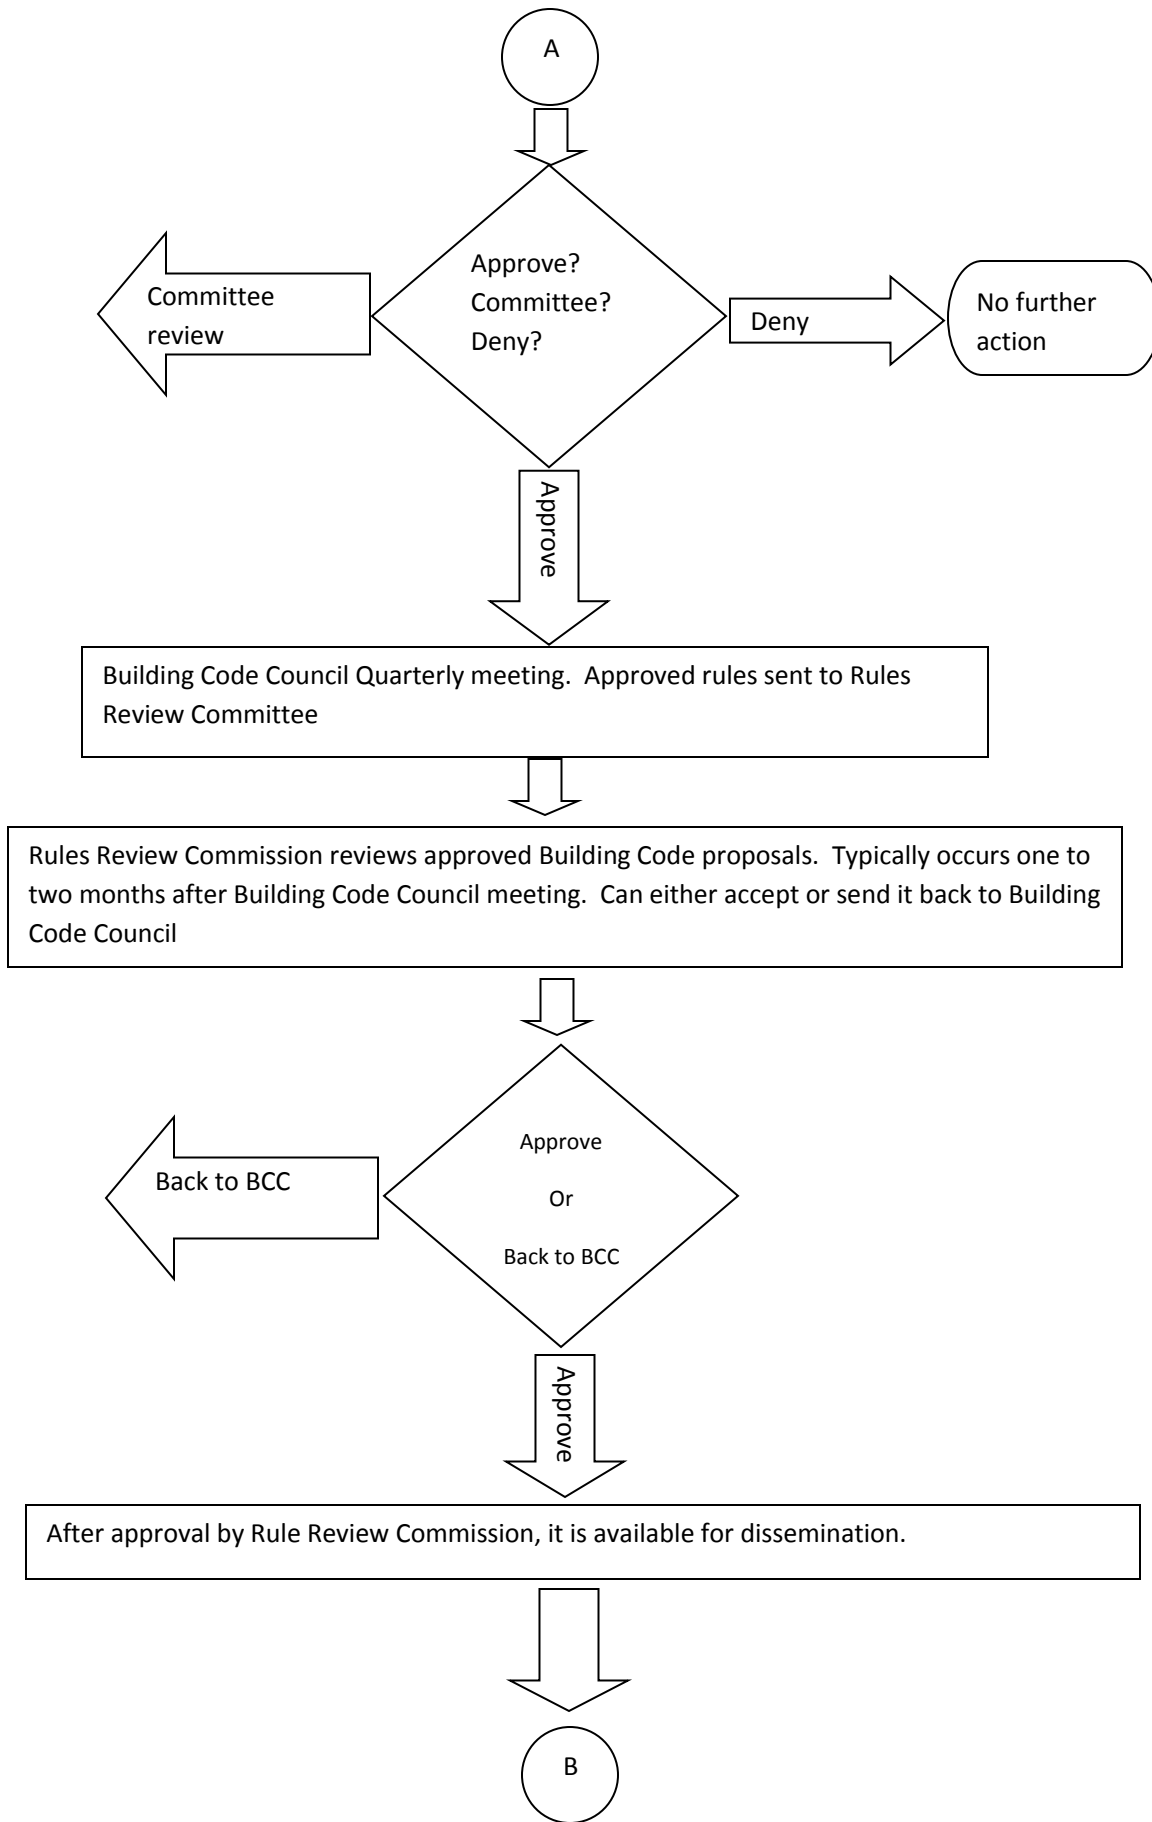 A
Approve?
Committee?
Deny?
Committee
review
Deny
No further
action
Approve
Building Code Council Quarterly meeting.  Approved rules sent to Rules
Review Committee
Rules Review Commission reviews approved Building Code proposals.  Typically occurs one to
two months after Building Code Council meeting.  Can either accept or send it back to Building
Code Council
Approve
Or
Back to BCC
Back to BCC
Approve
After approval by Rule Review Commission, it is available for dissemination.
B